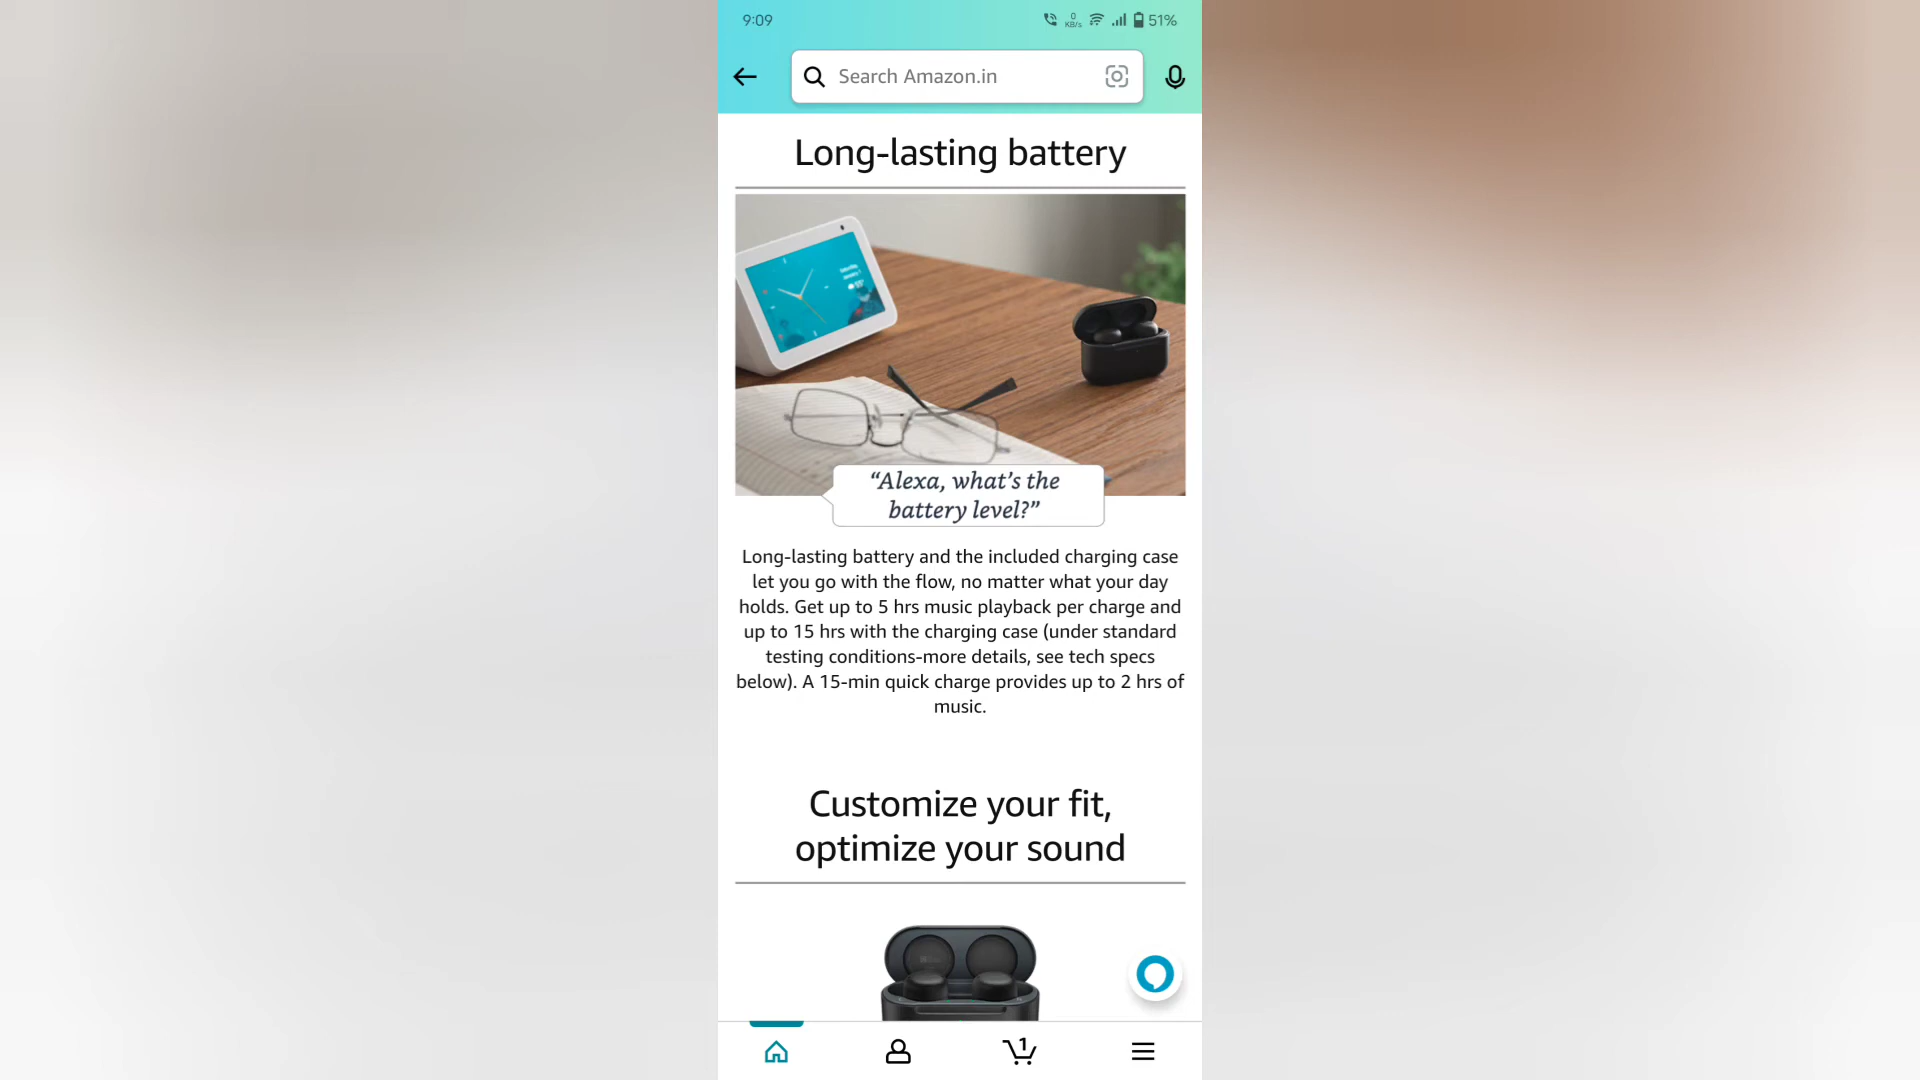 9:09
0
KB/s
51%
Search Amazon.in
Long-lasting battery
“Alexa, what’s the
battery level?”
Long-lasting battery and the included charging case
let you go with the flow, no matter what your day
holds. Get up to 5 hrs music playback per charge and
up to 15 hrs with the charging case (under standard
testing conditions-more details, see tech specs
below). A 15-min quick charge provides up to 2 hrs of
music.
Customize your fit,
optimize your sound
1